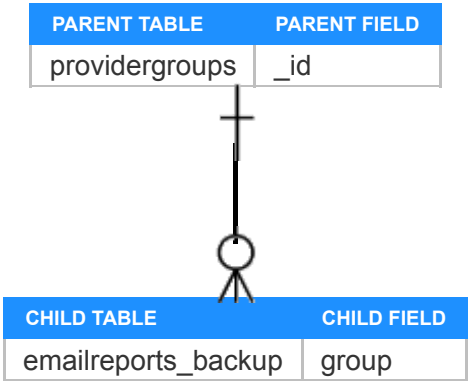 PARENT TABLE PARENT FIELD
providergroups _id
CHILD TABLE CHILD FIELD
emailreports_backup group